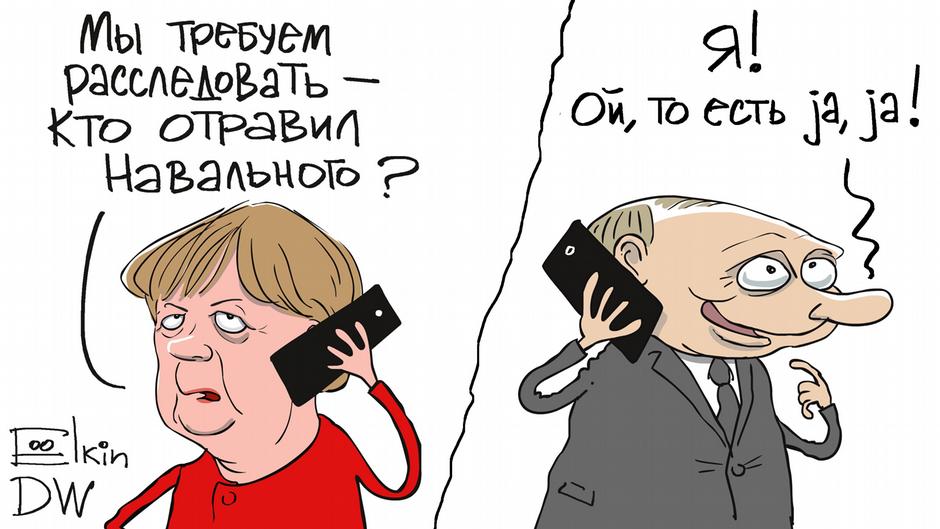 Мы требуем
расследовать —
кто отравил
Навального?
Я!
Ой, то есть ja, ja!
Elkin
DW